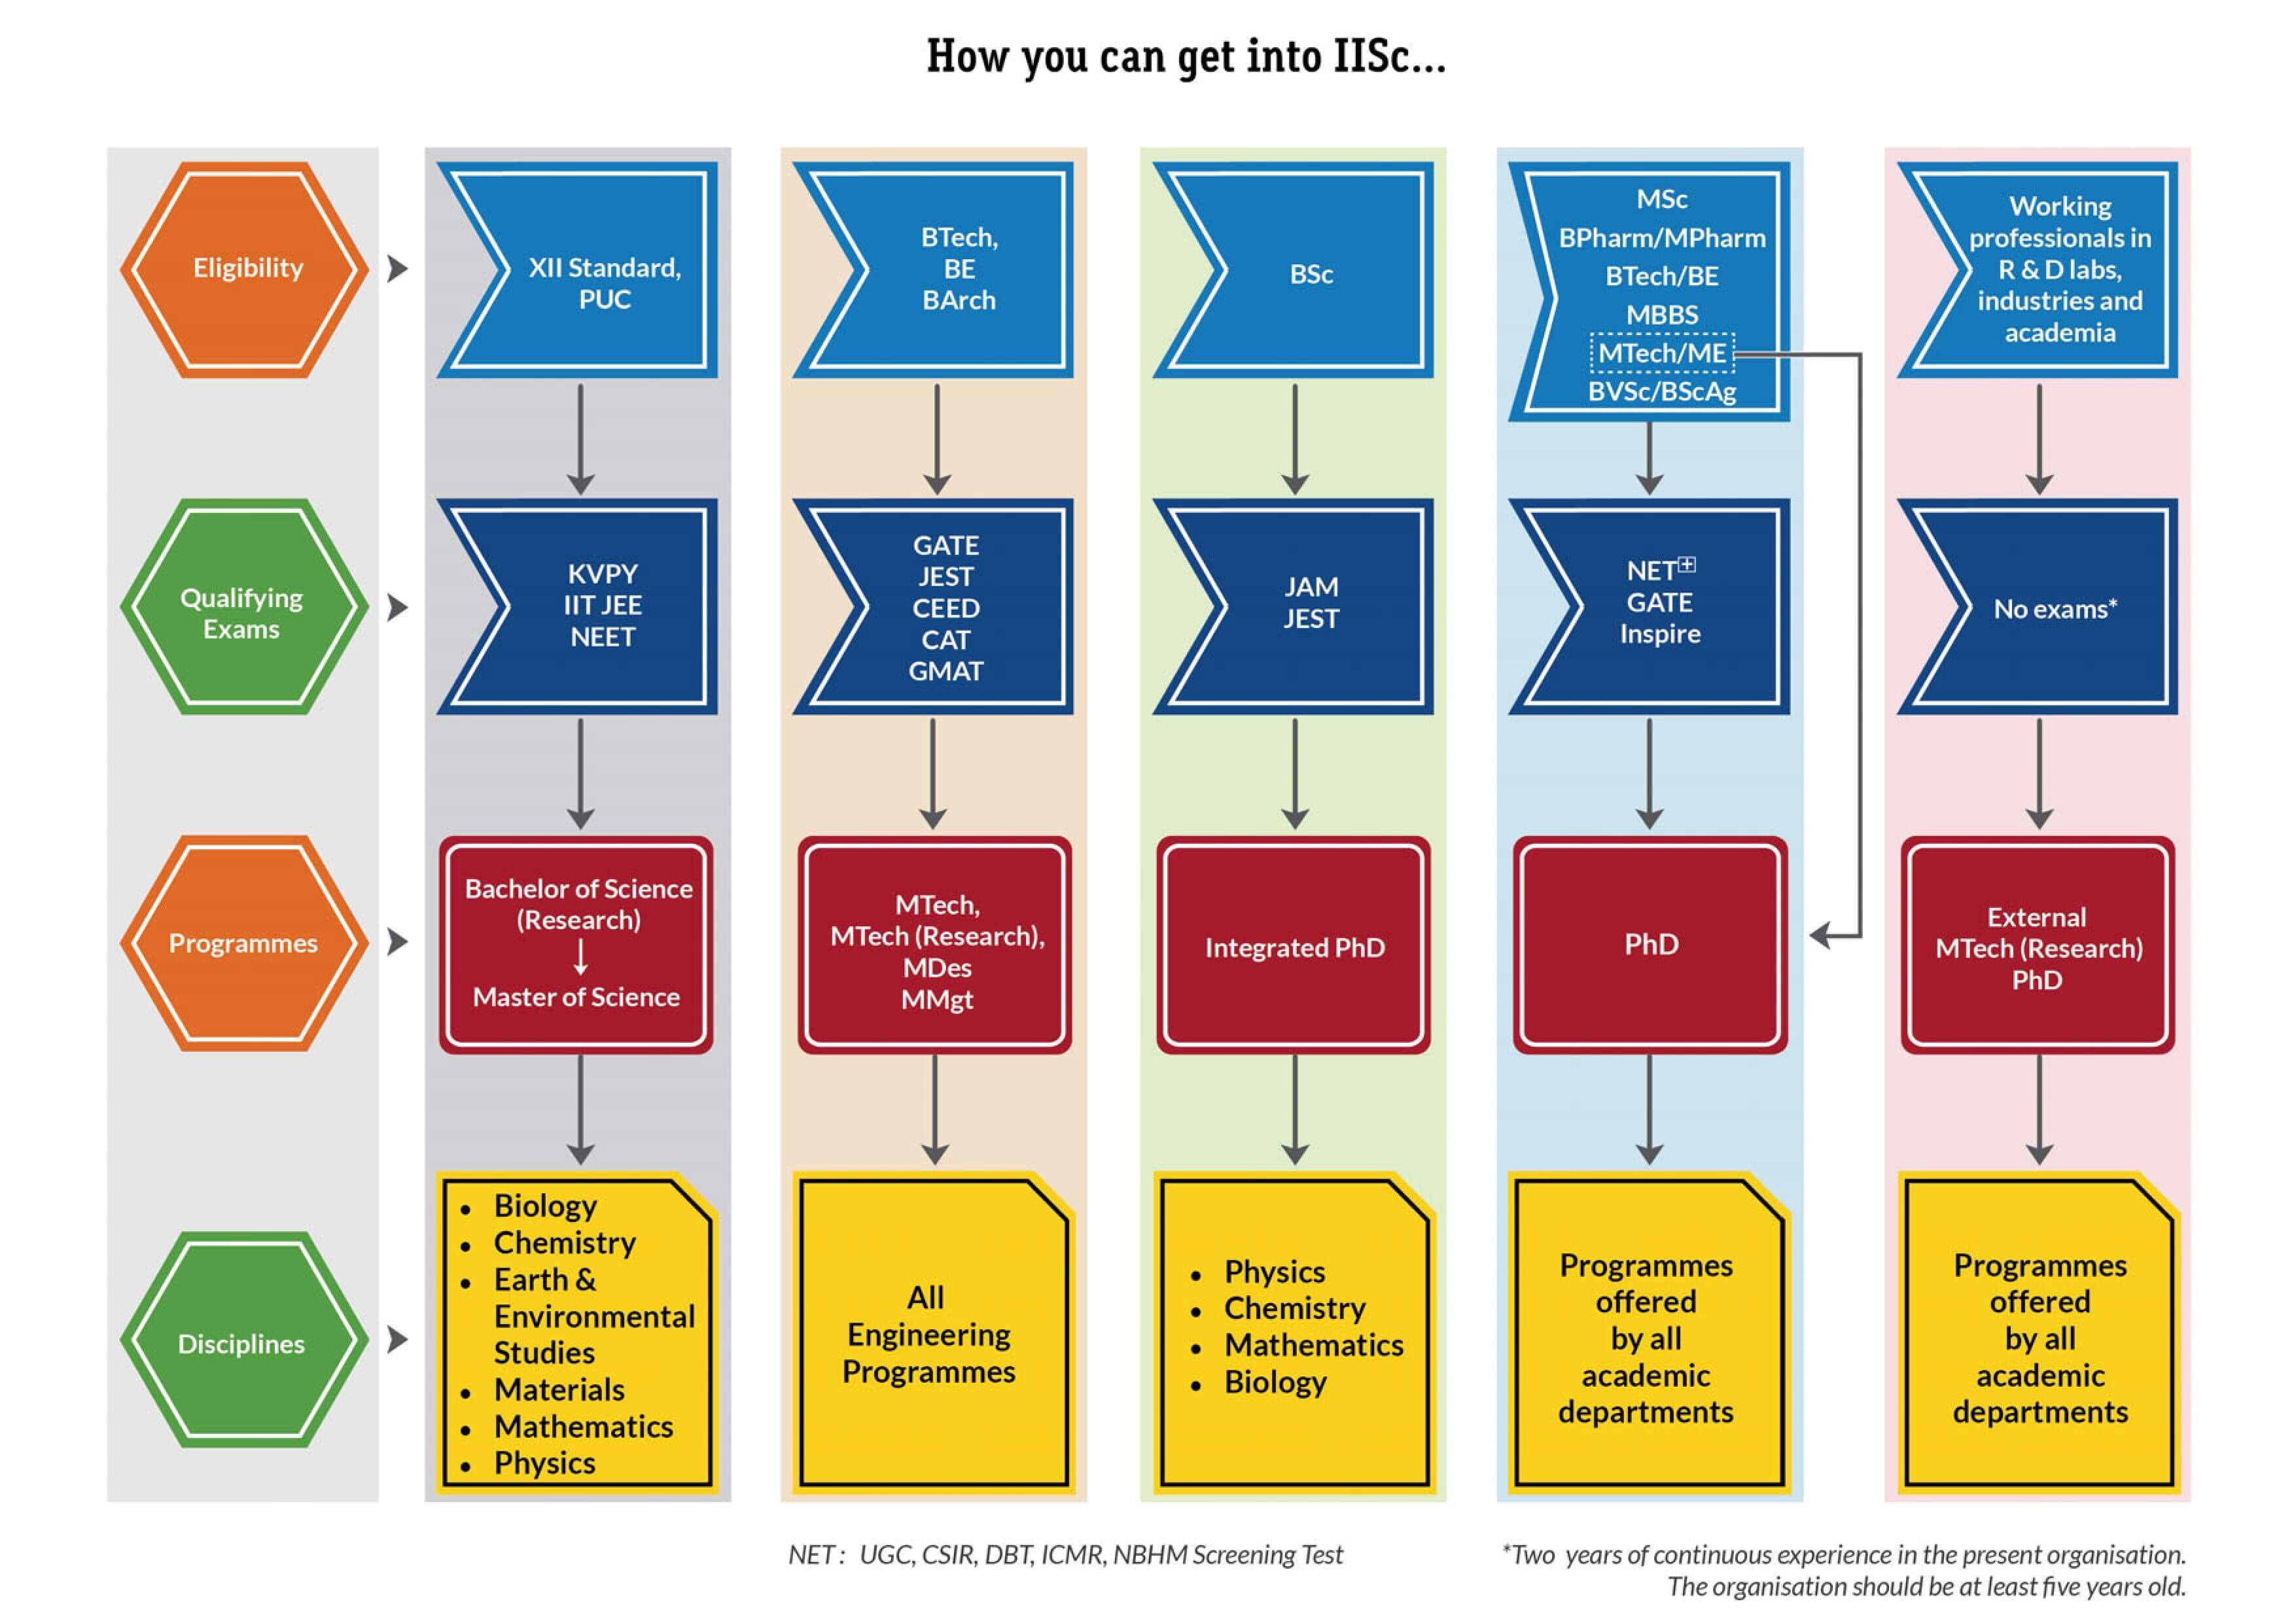 How you can get into IISc...
Eligibility
XII Standard,
PUC
BTech,
BE
BArch
BSc
MSc
BPharm/MPharm
BTech/BE
MBBS
MTech/ME
BVSc/BScAg
Working
professionals in
R & D labs,
industries and
academia
Qualifying
Exams
KVPY
IIT JEE
NEET
GATE
JEST
CEED
CAT
GMAT
JAM
JEST
NET⊞
GATE
Inspire
No exams*
Programmes
Bachelor of Science
(Research)
Master of Science
MTech,
MTech (Research),
MDes
MMgt
Integrated PhD
PhD
External
MTech (Research)
PhD
Disciplines
• Biology
• Chemistry
• Earth &
Environmental
Studies
• Materials
• Mathematics
• Physics
All
Engineering
Programmes
• Physics
• Chemistry
• Mathematics
• Biology
Programmes
offered
by all
academic
departments
Programmes
offered
by all
academic
departments
NET : UGC, CSIR, DBT, ICMR, NBHM Screening Test
*Two years of continuous experience in the present organisation.
The organisation should be at least five years old.